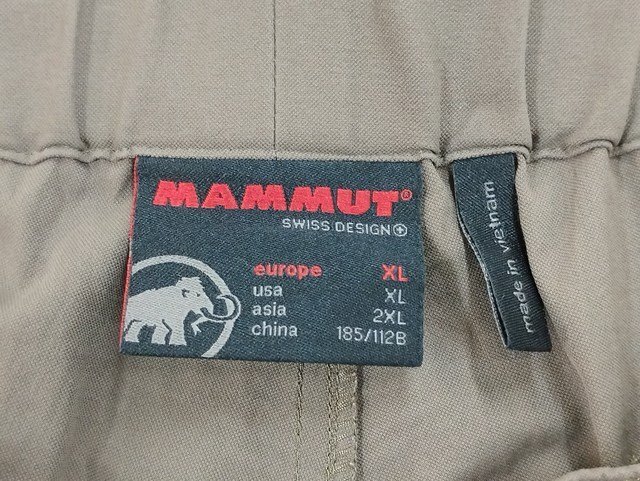 MAMMUT®
SWISS DESIGN
europe XL
usa XL
asia 2XL
china 185/112B
made in vietnam